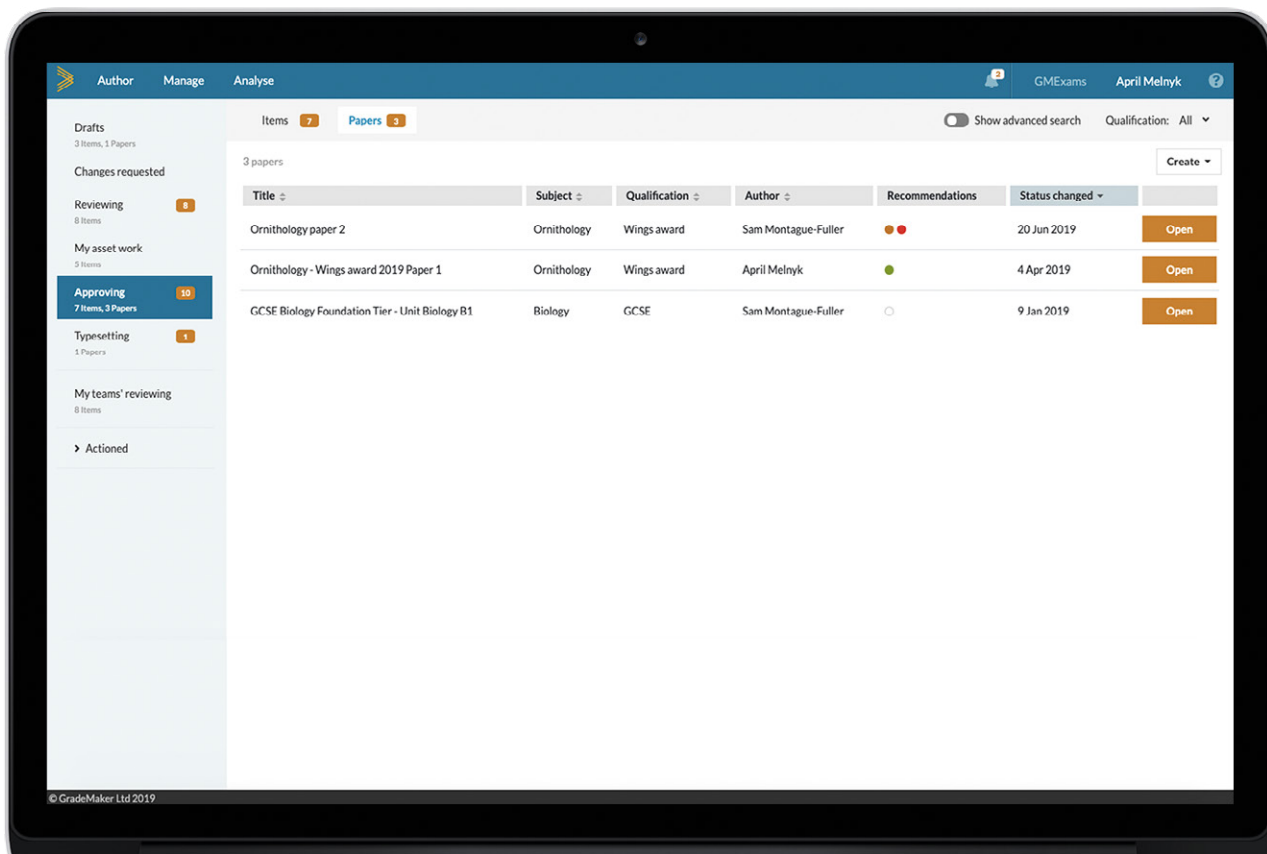 Author Manage Analyse 2 GMExams April Melnyk ?
Drafts
3 Items, 1 Papers
Changes requested
Reviewing 8
8 Items
My asset work
5 Items
Approving 10
7 Items, 3 Papers
Typesetting 1
1 Papers
My teams' reviewing
8 Items
Actioned
Items 7 Papers 3 Show advanced search Qualification: All
3 papers Create
Title Subject Qualification Author Recommendations Status changed
Ornithology paper 2 Ornithology Wings award Sam Montague-Fuller 20 Jun 2019 Open
Ornithology - Wings award 2019 Paper 1 Ornithology Wings award April Melnyk 4 Apr 2019 Open
GCSE Biology Foundation Tier - Unit Biology B1 Biology GCSE Sam Montague-Fuller 9 Jan 2019 Open
© GradeMaker Ltd 2019